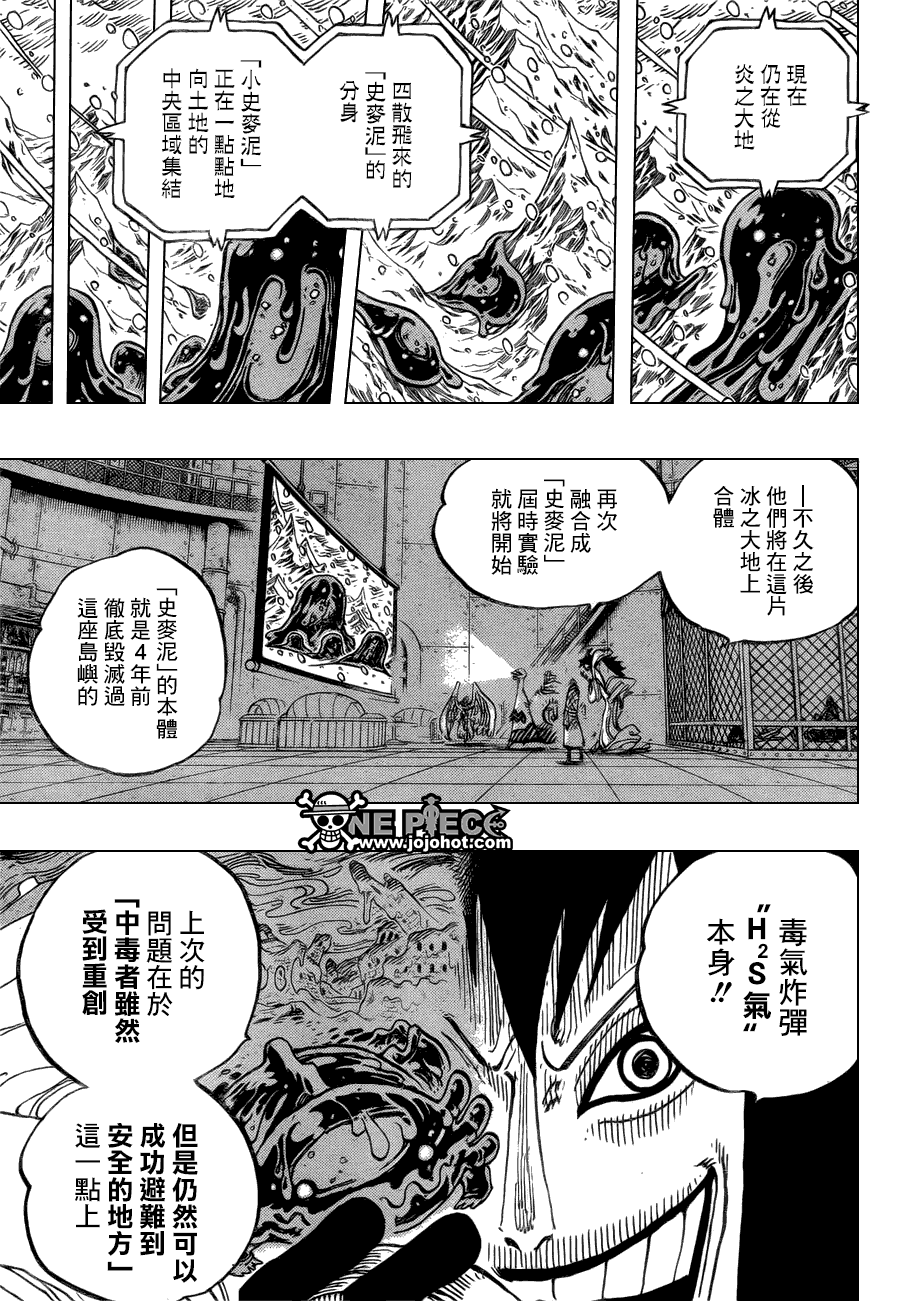 現在
仍在從
炎之大地
四散飛來的
「史麥泥」的
分身
「小史麥泥」
正在一點點地
向土地的
中央區域集結
—不久之後
他們將在這片
冰之大地上
合體
再次
融合成
「史麥泥」
屆時實驗
就將開始
「史麥泥」的本體
就是4年前
徹底毀滅過
這座島嶼的
ONE PIECE
www.jojohot.com
毒氣炸彈
"H₂S氣"
本身!!
上次的
問題在於
「中毒者雖然
受到重創
但是仍然可以
成功避難到
安全的地方」
這一點上